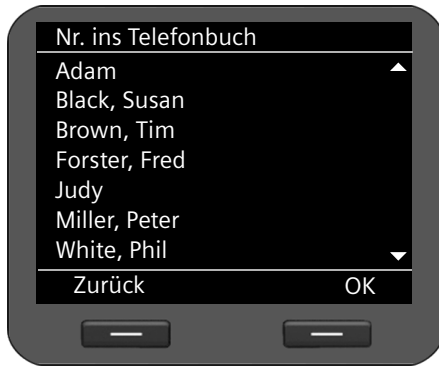 Nr. ins Telefonbuch
Adam
Black, Susan
Brown, Tim
Forster, Fred
Judy
Miller, Peter
White, Phil
Zurück OK